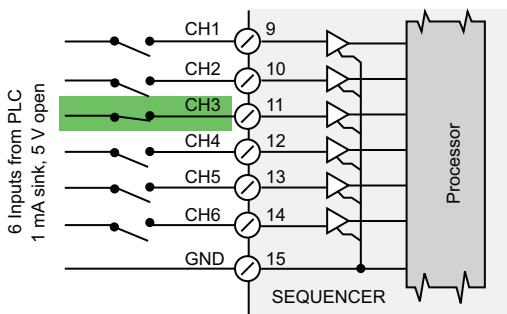 6 Inputs from PLC
1 mA sink, 5 V open
CH1 9
CH2 10
CH3 11
CH4 12
CH5 13
CH6 14
GND 15
SEQUENCER
Processor